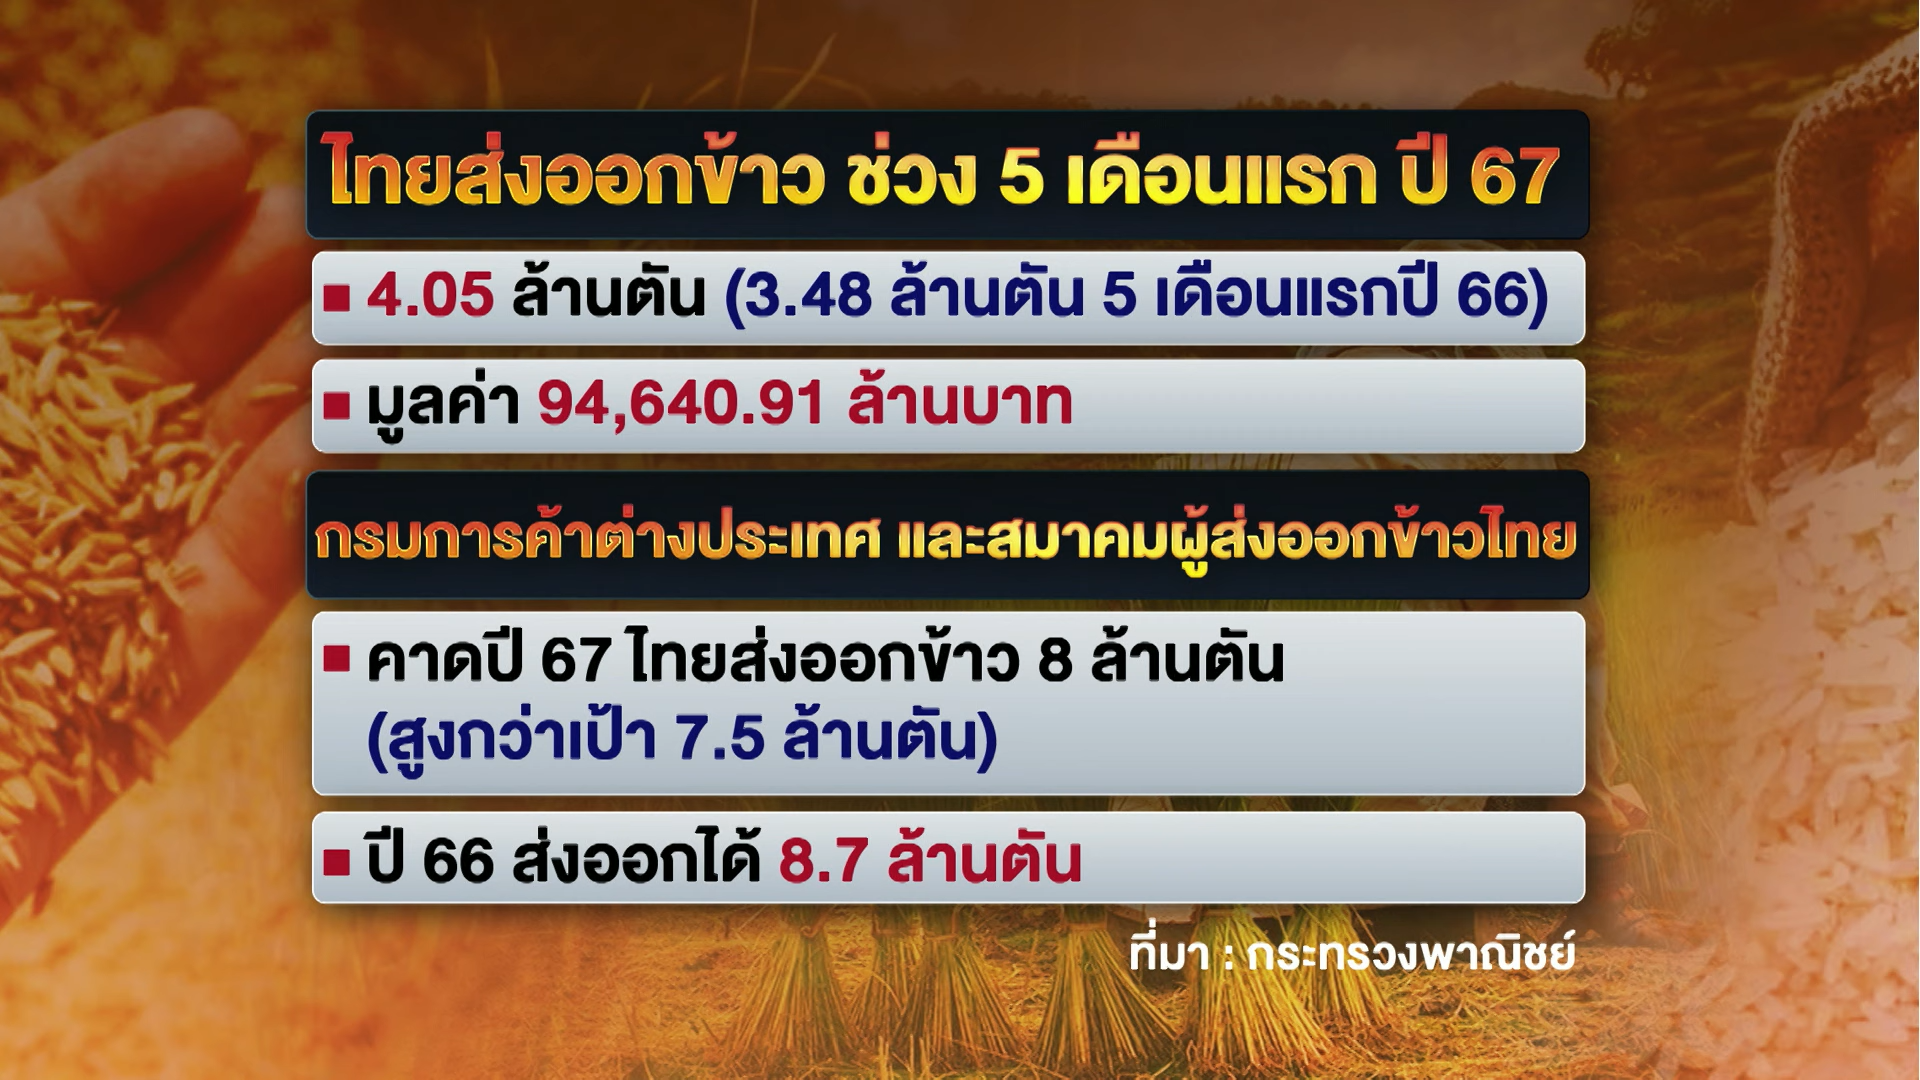 ไทยส่งออกข้าว ช่วง 5 เดือนแรก ปี 67
4.05 ล้านตัน (3.48 ล้านตัน 5 เดือนแรกปี 66)
มูลค่า 94,640.91 ล้านบาท
กรมการค้าต่างประเทศ และสมาคมผู้ส่งออกข้าวไทย
คาดปี 67 ไทยส่งออกข้าว 8 ล้านตัน
(สูงกว่าเป้า 7.5 ล้านตัน)
ปี 66 ส่งออกได้ 8.7 ล้านตัน
ที่มา : กระทรวงพาณิชย์